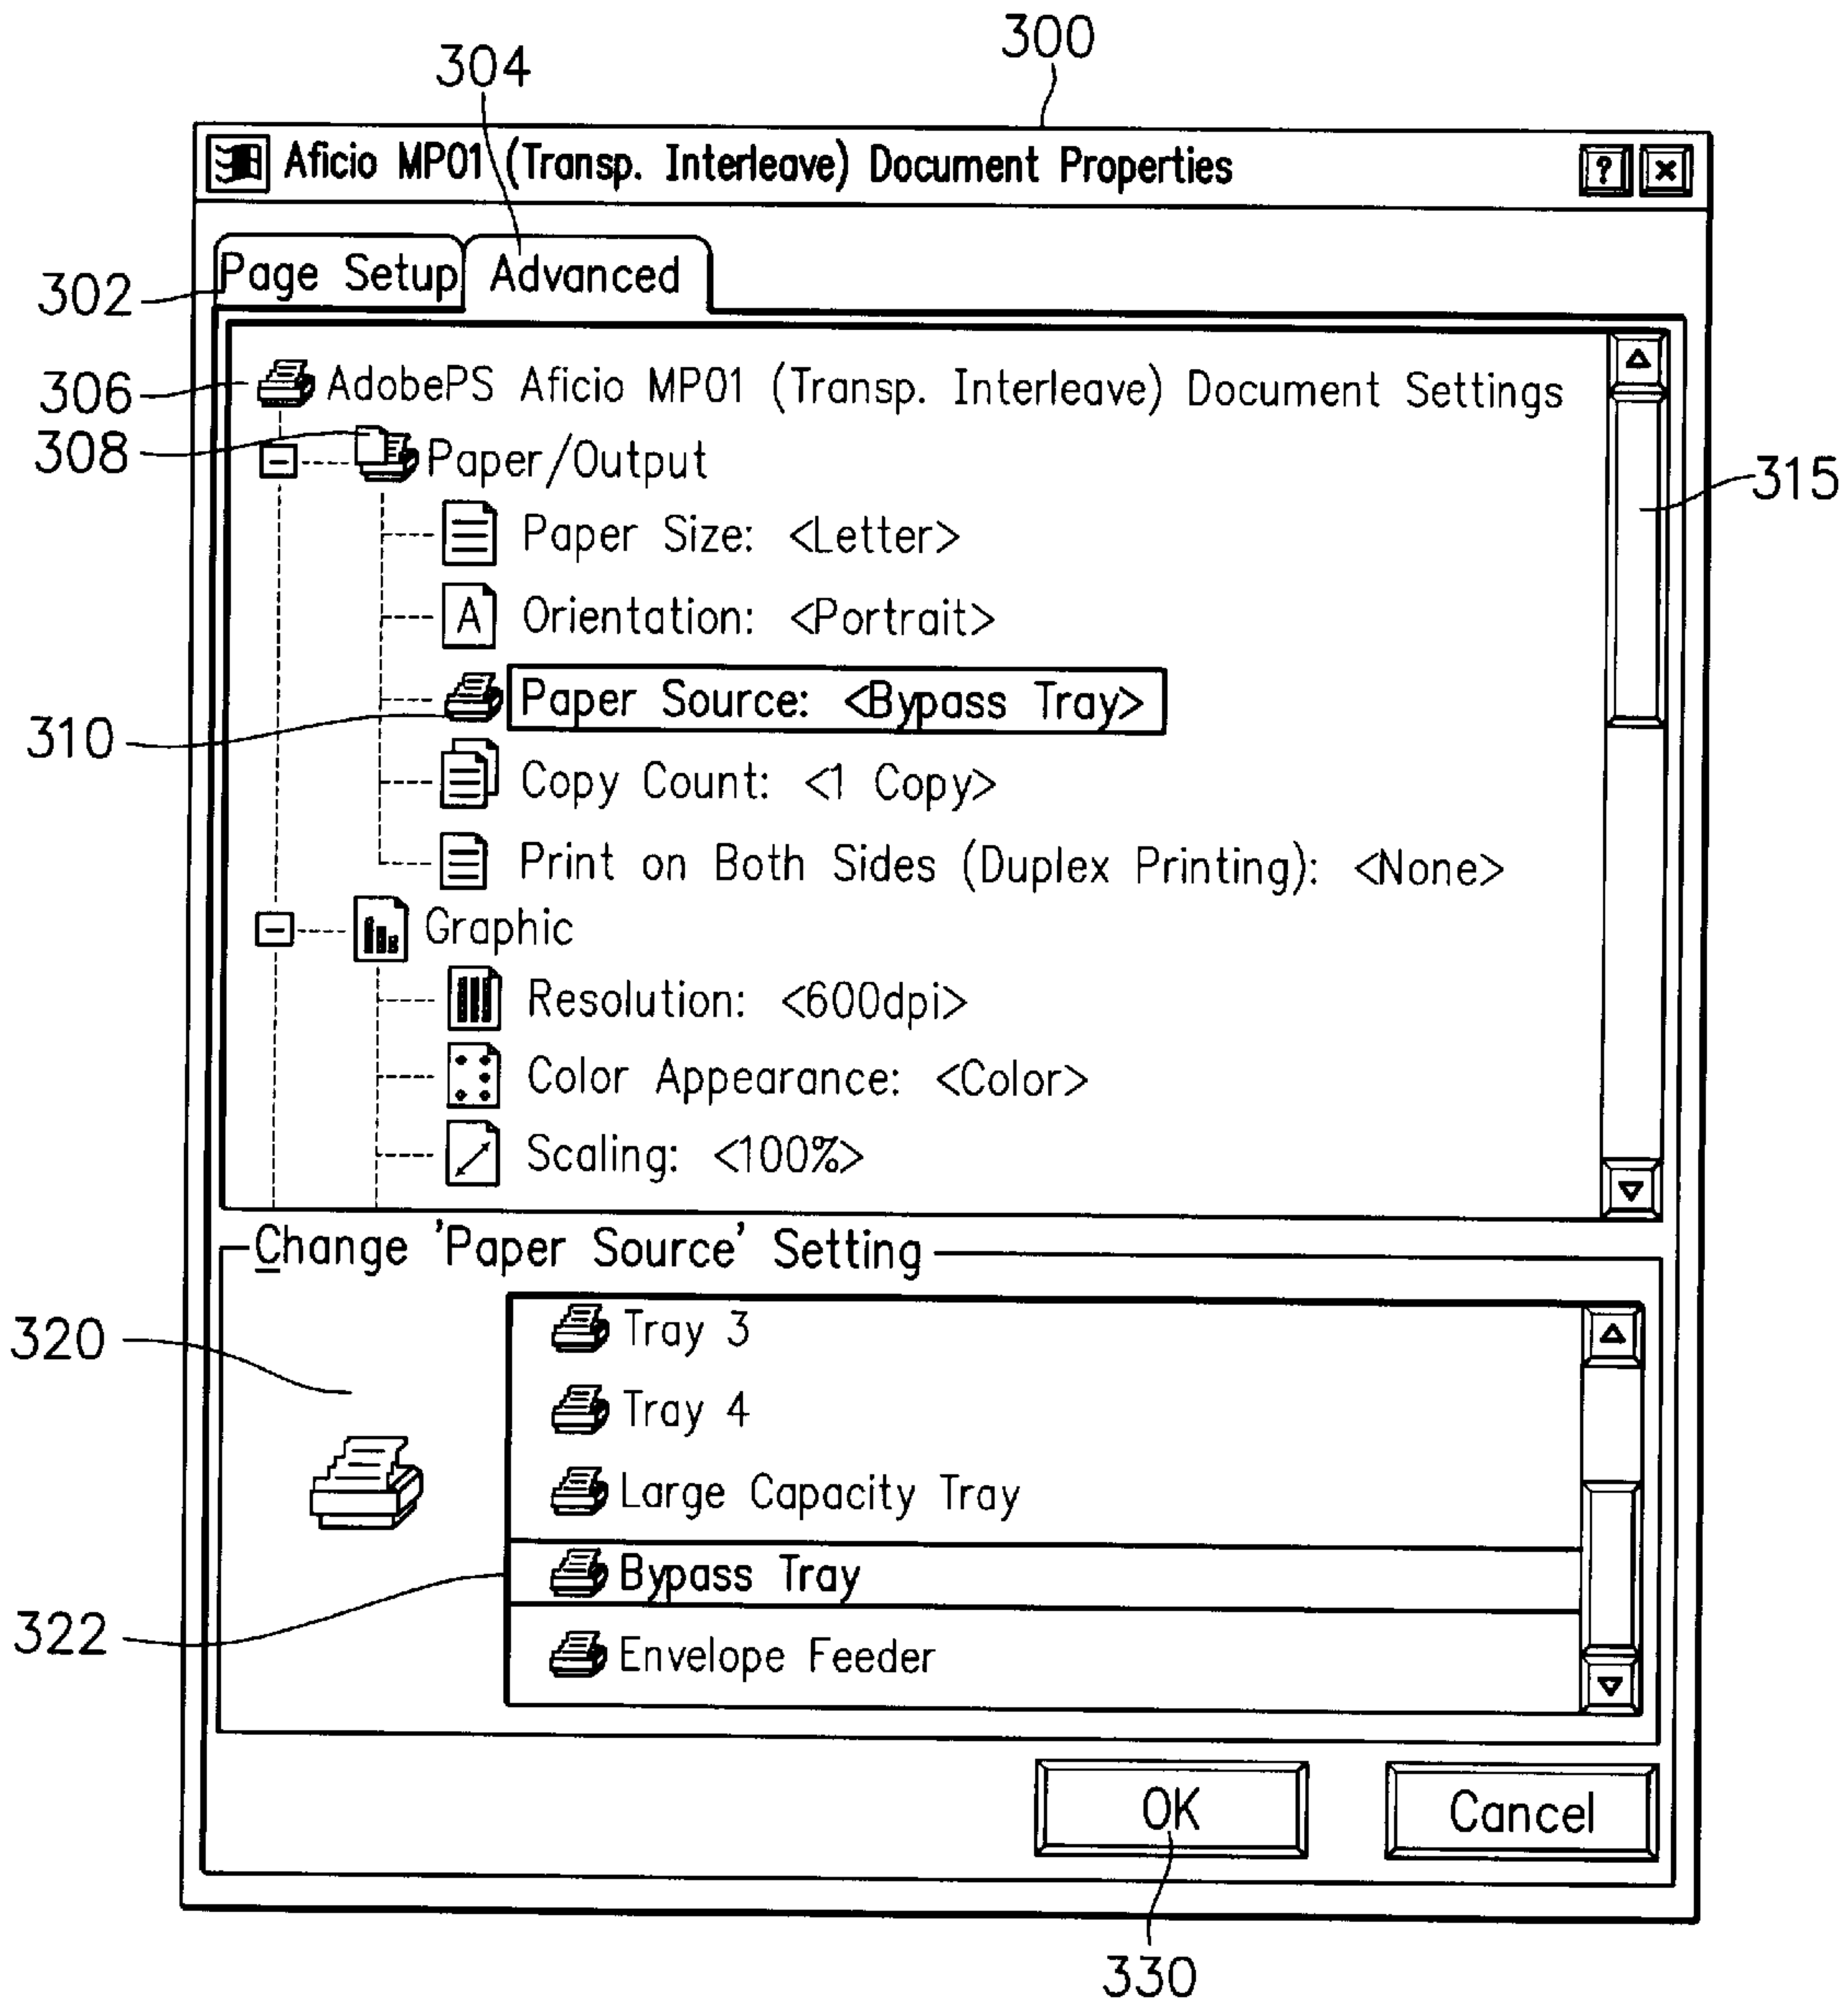 300
304
Aficio MP01 (Transp. Interleave) Document Properties ? ×
Page Setup Advanced
302
306 AdobePS Aficio MP01 (Transp. Interleave) Document Settings
308 Paper/Output
315
Paper Size: <Letter>
A Orientation: <Portrait>
Paper Source: <Bypass Tray>
310
Copy Count: <1 Copy>
Print on Both Sides (Duplex Printing): <None>
Graphic
Resolution: <600dpi>
Color Appearance: <Color>
Scaling: <100%>
Change 'Paper Source' Setting
320
Tray 3
Tray 4
Large Capacity Tray
Bypass Tray
322
Envelope Feeder
OK Cancel
330